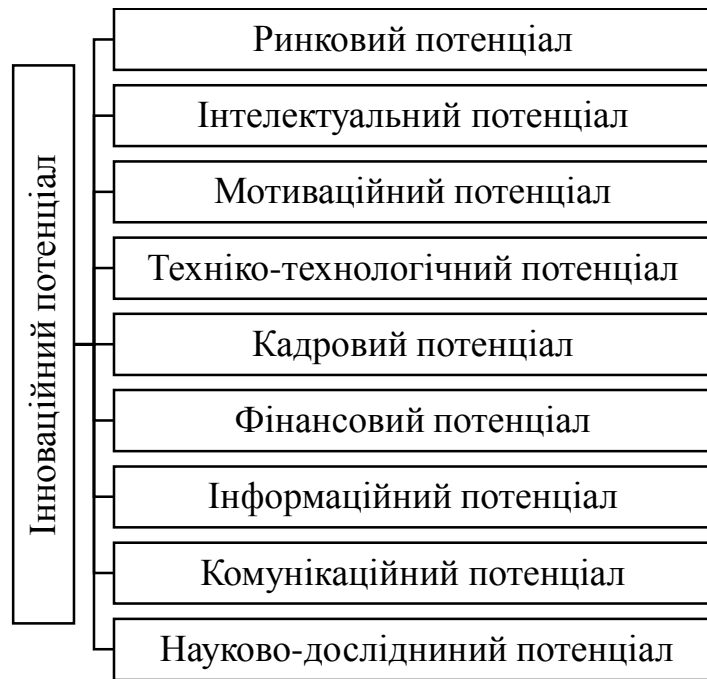 Інноваційний потенціал
Ринковий потенціал
Інтелектуальний потенціал
Мотиваційний потенціал
Техніко-технологічний потенціал
Кадровий потенціал
Фінансовий потенціал
Інформаційний потенціал
Комунікаційний потенціал
Науково-дослідниний потенціал